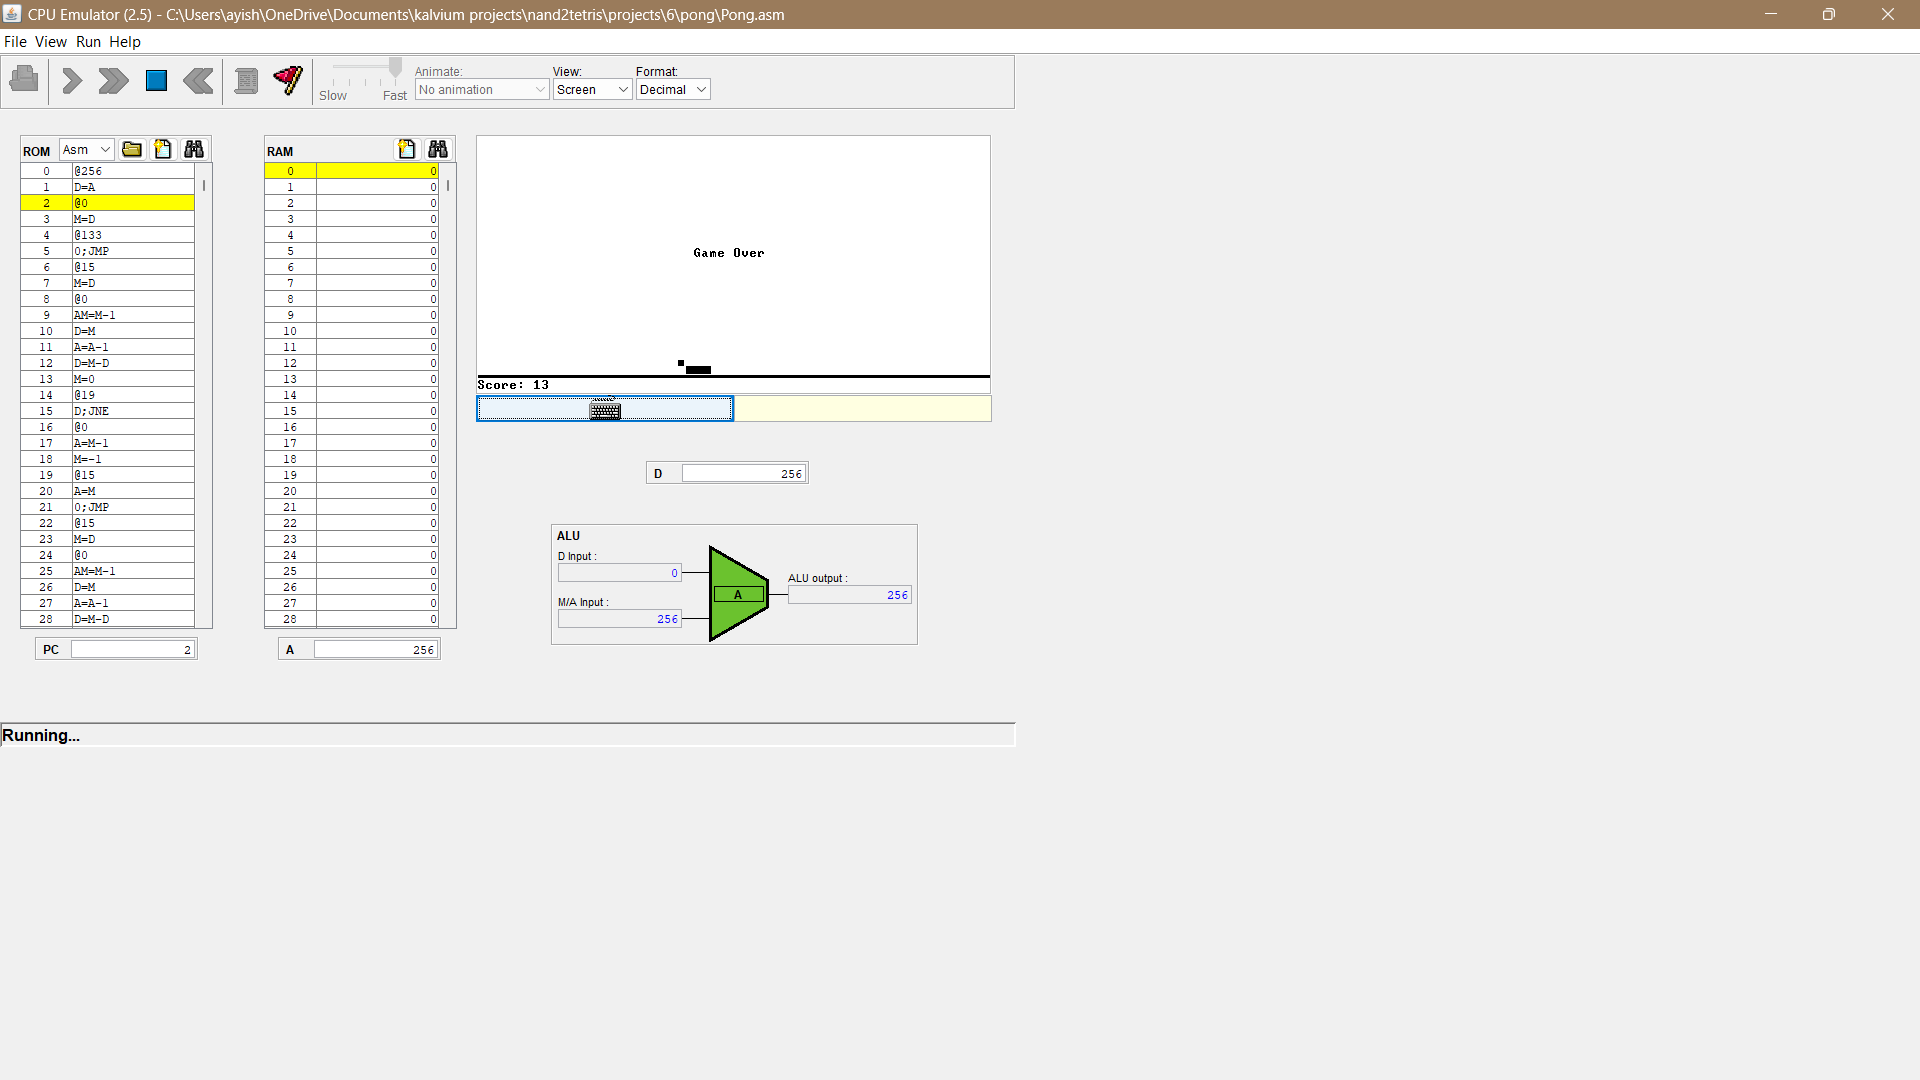 CPU Emulator (2.5) - C:\Users\ayish\OneDrive\Documents\kalvium projects\nand2tetris\projects\6\pong\Pong.asm
File View Run Help
Slow Fast
Animate:
No animation
View:
Screen
Format:
Decimal
ROM Asm
0 @256
1 D=A
2 @0
3 M=D
4 @133
5 0;JMP
6 @15
7 M=D
8 @0
9 AM=M-1
10 D=M
11 A=A-1
12 D=M-D
13 M=0
14 @19
15 D;JNE
16 @0
17 A=M-1
18 M=-1
19 @15
20 A=M
21 0;JMP
22 @15
23 M=D
24 @0
25 AM=M-1
26 D=M
27 A=A-1
28 D=M-D
PC 2
RAM
0 0
1 0
2 0
3 0
4 0
5 0
6 0
7 0
8 0
9 0
10 0
11 0
12 0
13 0
14 0
15 0
16 0
17 0
18 0
19 0
20 0
21 0
22 0
23 0
24 0
25 0
26 0
27 0
28 0
A 256
Game Over
Score: 13
D 256
ALU
D Input :
0
M/A Input :
256
A
ALU output :
256
Running...